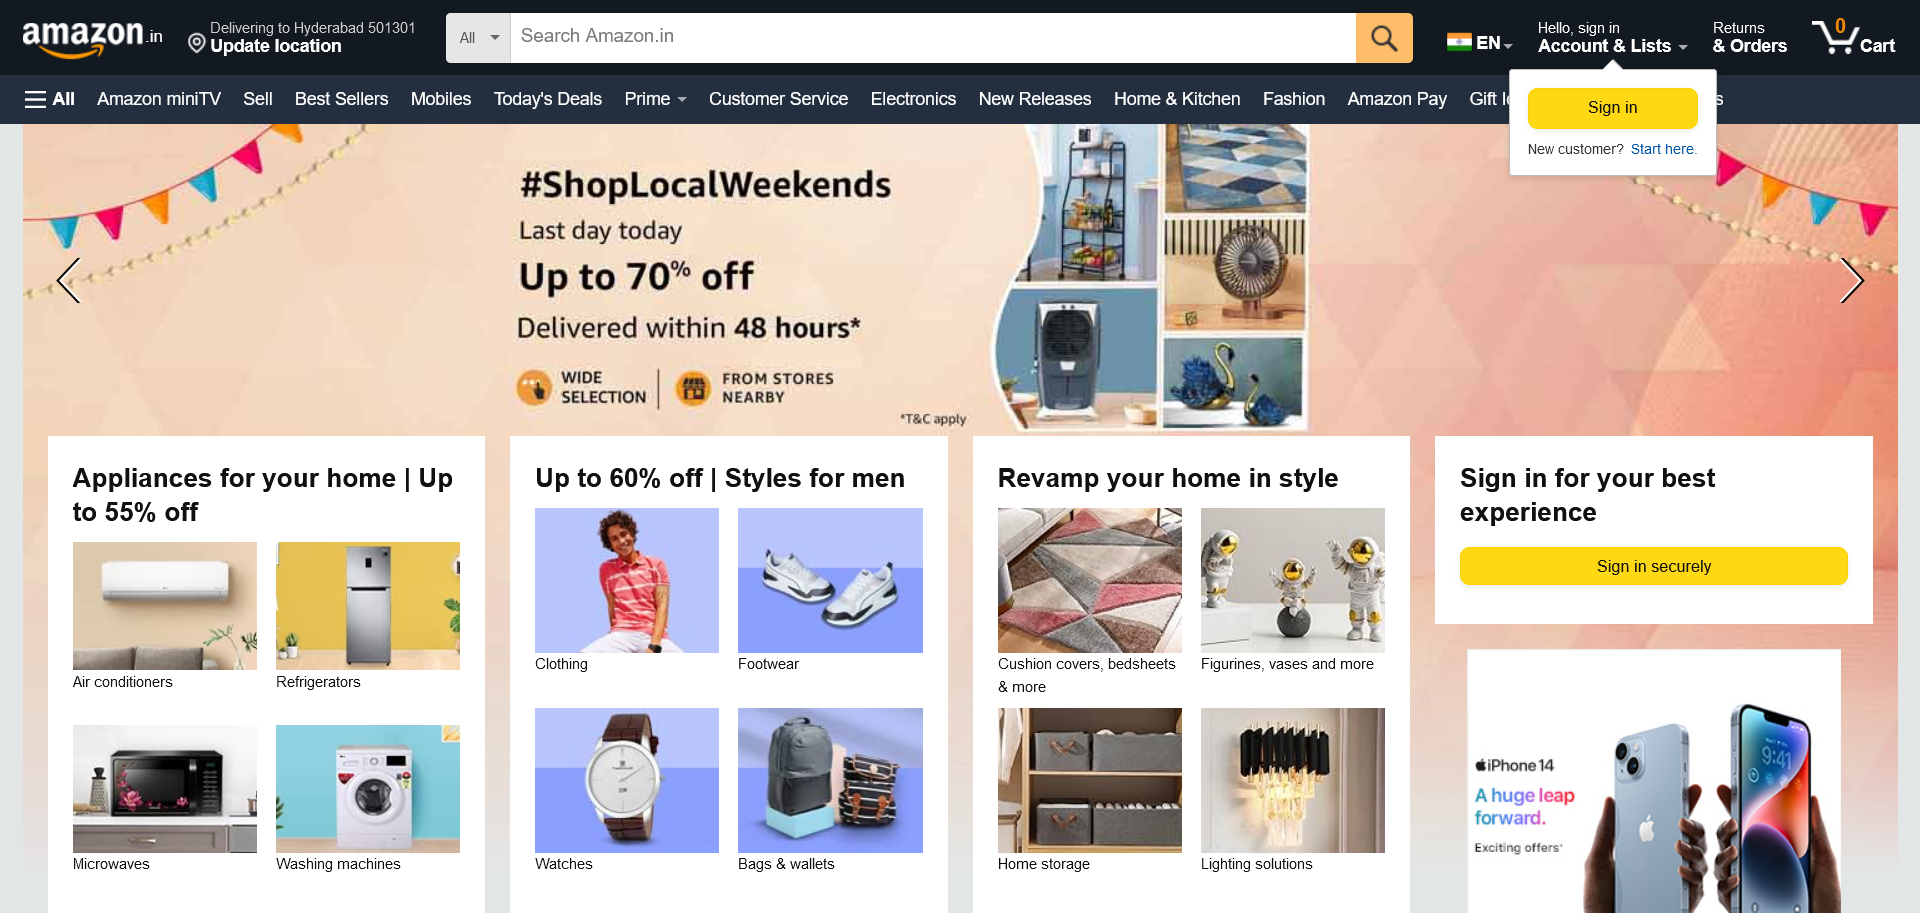 amazon.in
Delivering to Hyderabad 501301
Update location
All
Search Amazon.in
EN
Hello, sign in
Account & Lists
Returns
& Orders
0
Cart
All
Amazon miniTV
Sell
Best Sellers
Mobiles
Today's Deals
Prime
Customer Service
Electronics
New Releases
Home & Kitchen
Fashion
Amazon Pay
Gift
Sign in
New customer? Start here.
#ShopLocalWeekends
Last day today
Up to 70% off
Delivered within 48 hours*
WIDE
SELECTION
FROM STORES
NEARBY
*T&C apply
Appliances for your home | Up
to 55% off
Air conditioners
Refrigerators
Microwaves
Washing machines
Up to 60% off | Styles for men
Clothing
Footwear
Watches
Bags & wallets
Revamp your home in style
Cushion covers, bedsheets
& more
Figurines, vases and more
Home storage
Lighting solutions
Sign in for your best
experience
Sign in securely
iPhone 14
A huge leap
forward.
Exciting offers*
9:41